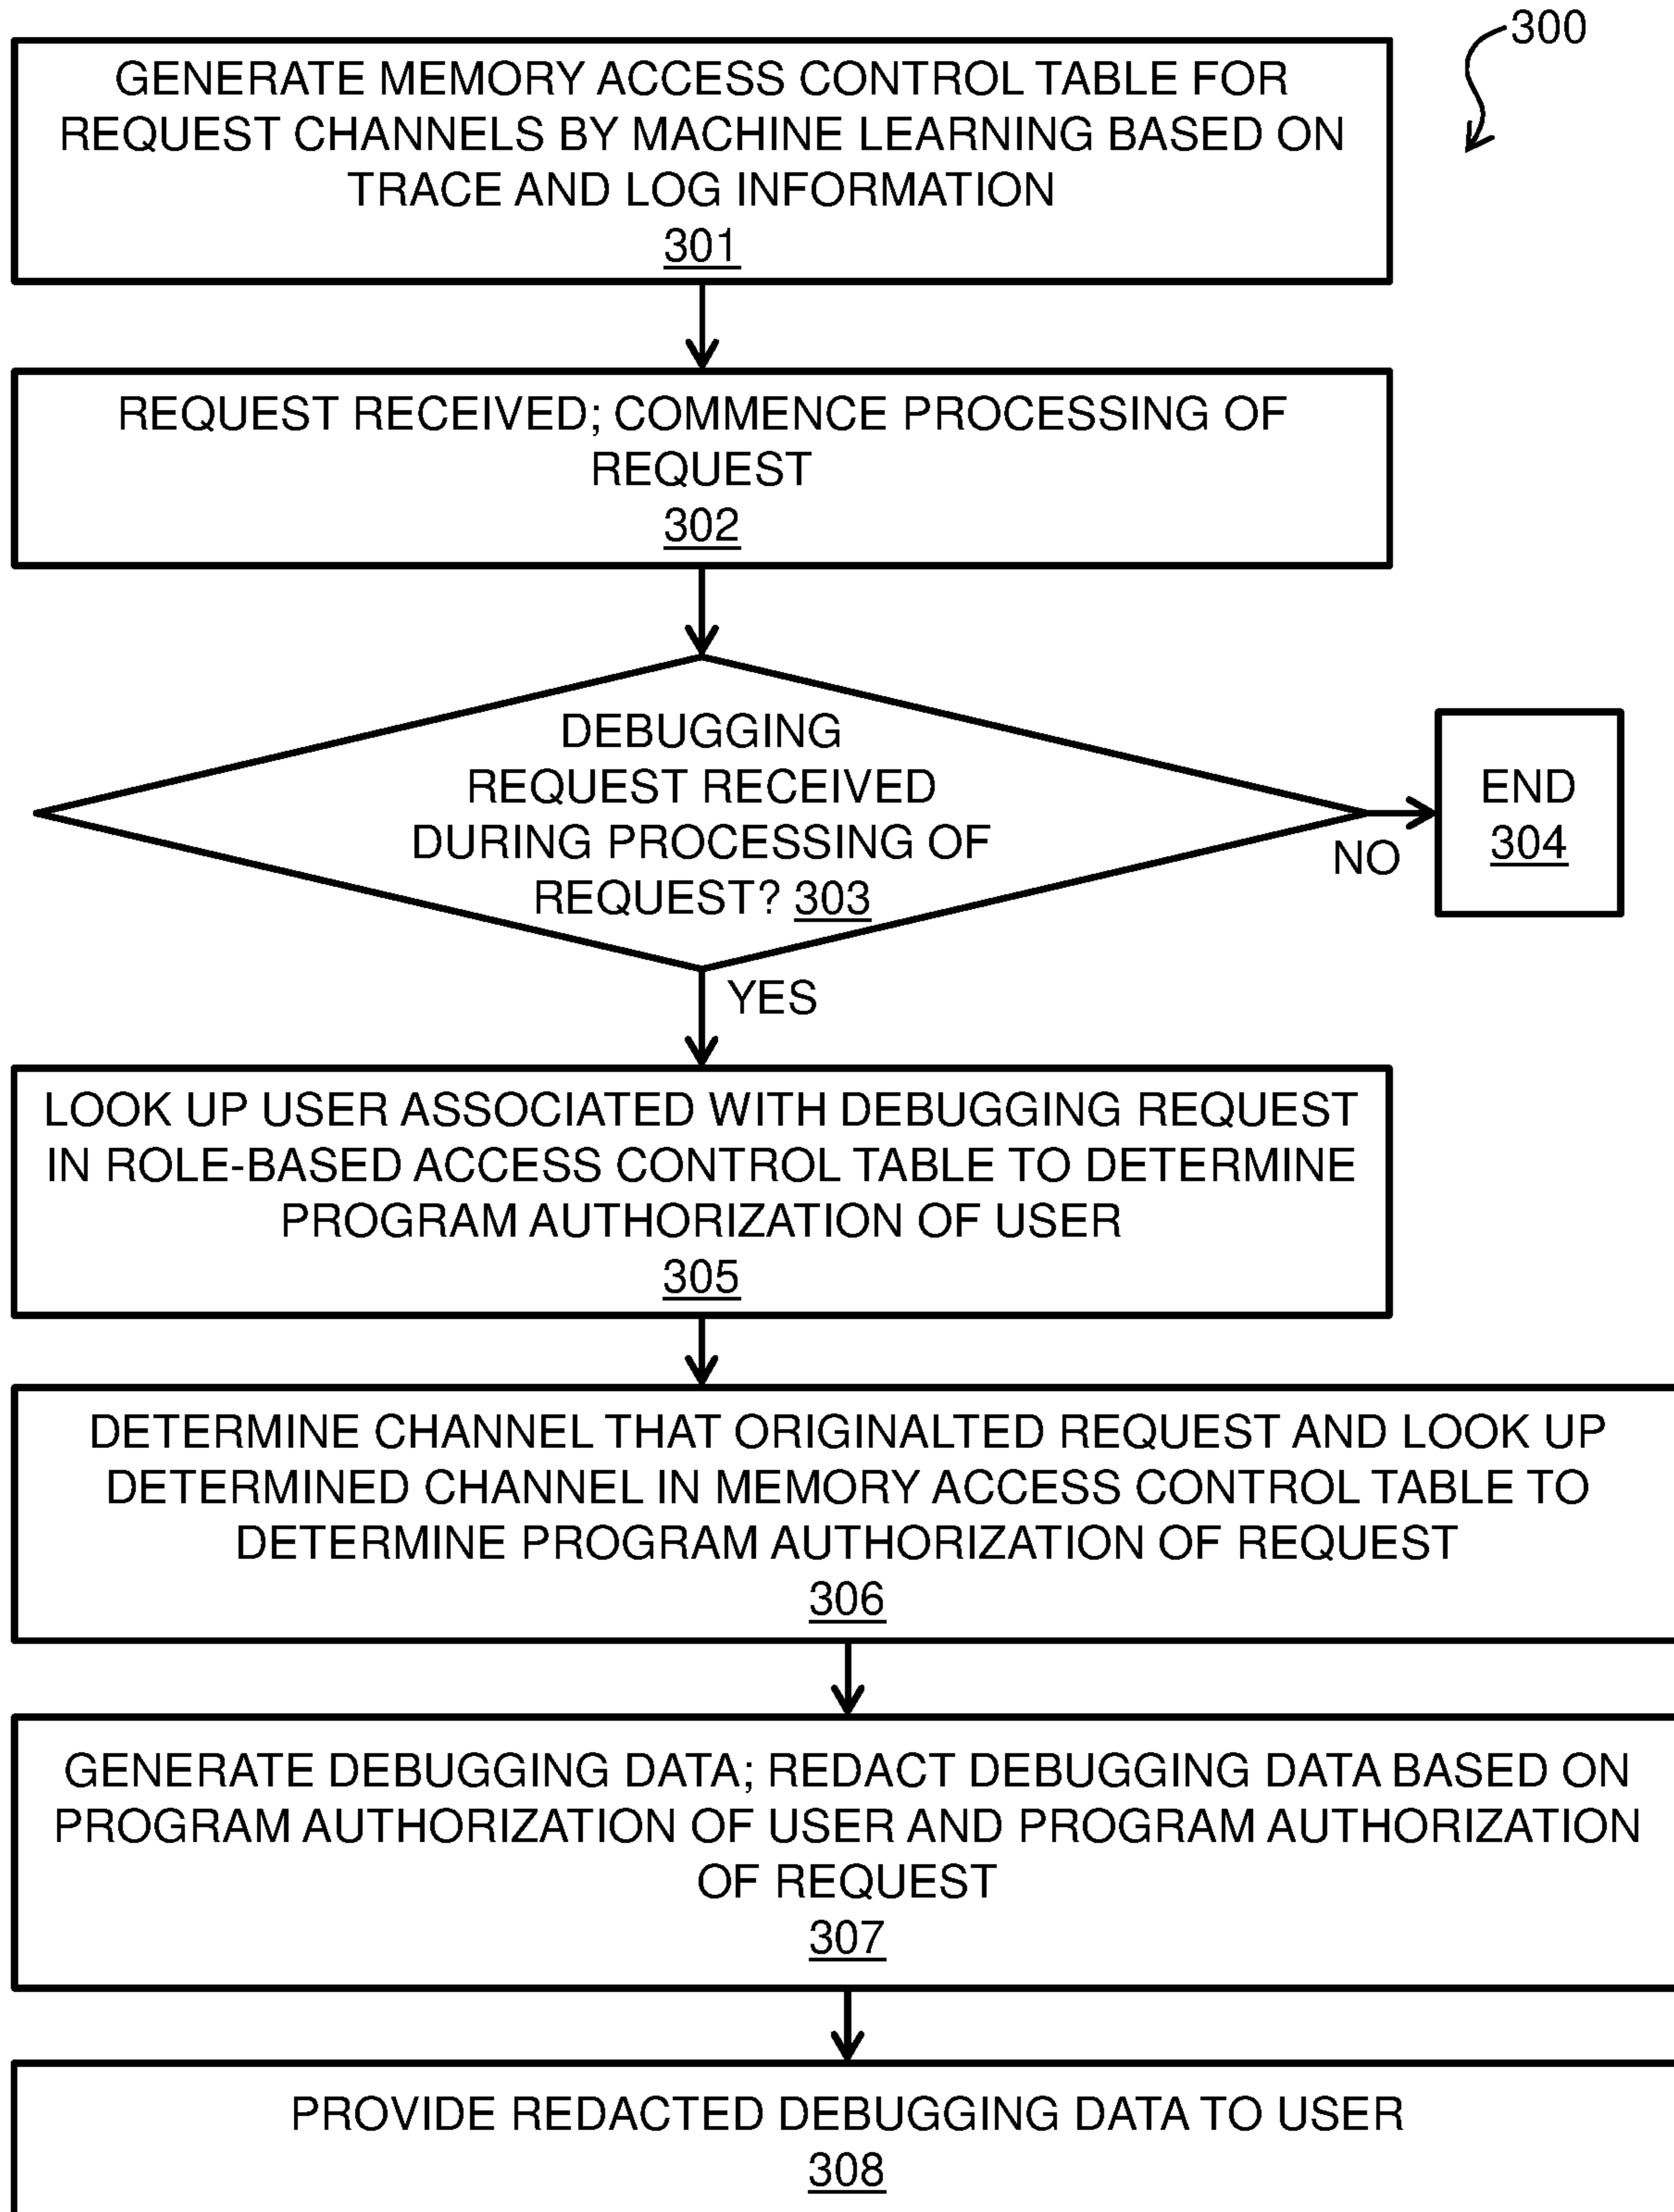 300
GENERATE MEMORY ACCESS CONTROL TABLE FOR
REQUEST CHANNELS BY MACHINE LEARNING BASED ON
TRACE AND LOG INFORMATION
301
REQUEST RECEIVED; COMMENCE PROCESSING OF
REQUEST
302
DEBUGGING
REQUEST RECEIVED
DURING PROCESSING OF
REQUEST? 303
NO
END
304
YES
LOOK UP USER ASSOCIATED WITH DEBUGGING REQUEST
IN ROLE-BASED ACCESS CONTROL TABLE TO DETERMINE
PROGRAM AUTHORIZATION OF USER
305
DETERMINE CHANNEL THAT ORIGINALTED REQUEST AND LOOK UP
DETERMINED CHANNEL IN MEMORY ACCESS CONTROL TABLE TO
DETERMINE PROGRAM AUTHORIZATION OF REQUEST
306
GENERATE DEBUGGING DATA; REDACT DEBUGGING DATA BASED ON
PROGRAM AUTHORIZATION OF USER AND PROGRAM AUTHORIZATION
OF REQUEST
307
PROVIDE REDACTED DEBUGGING DATA TO USER
308